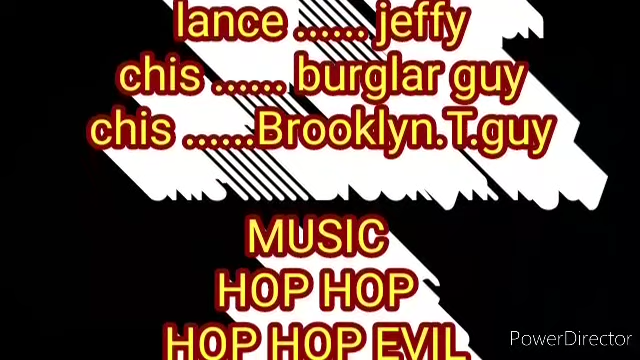 lance ...... jeffy
chis ...... burglar guy
chis ......Brooklyn.T.guy
MUSIC
HOP HOP
HOP HOP EVIL
PowerDirector